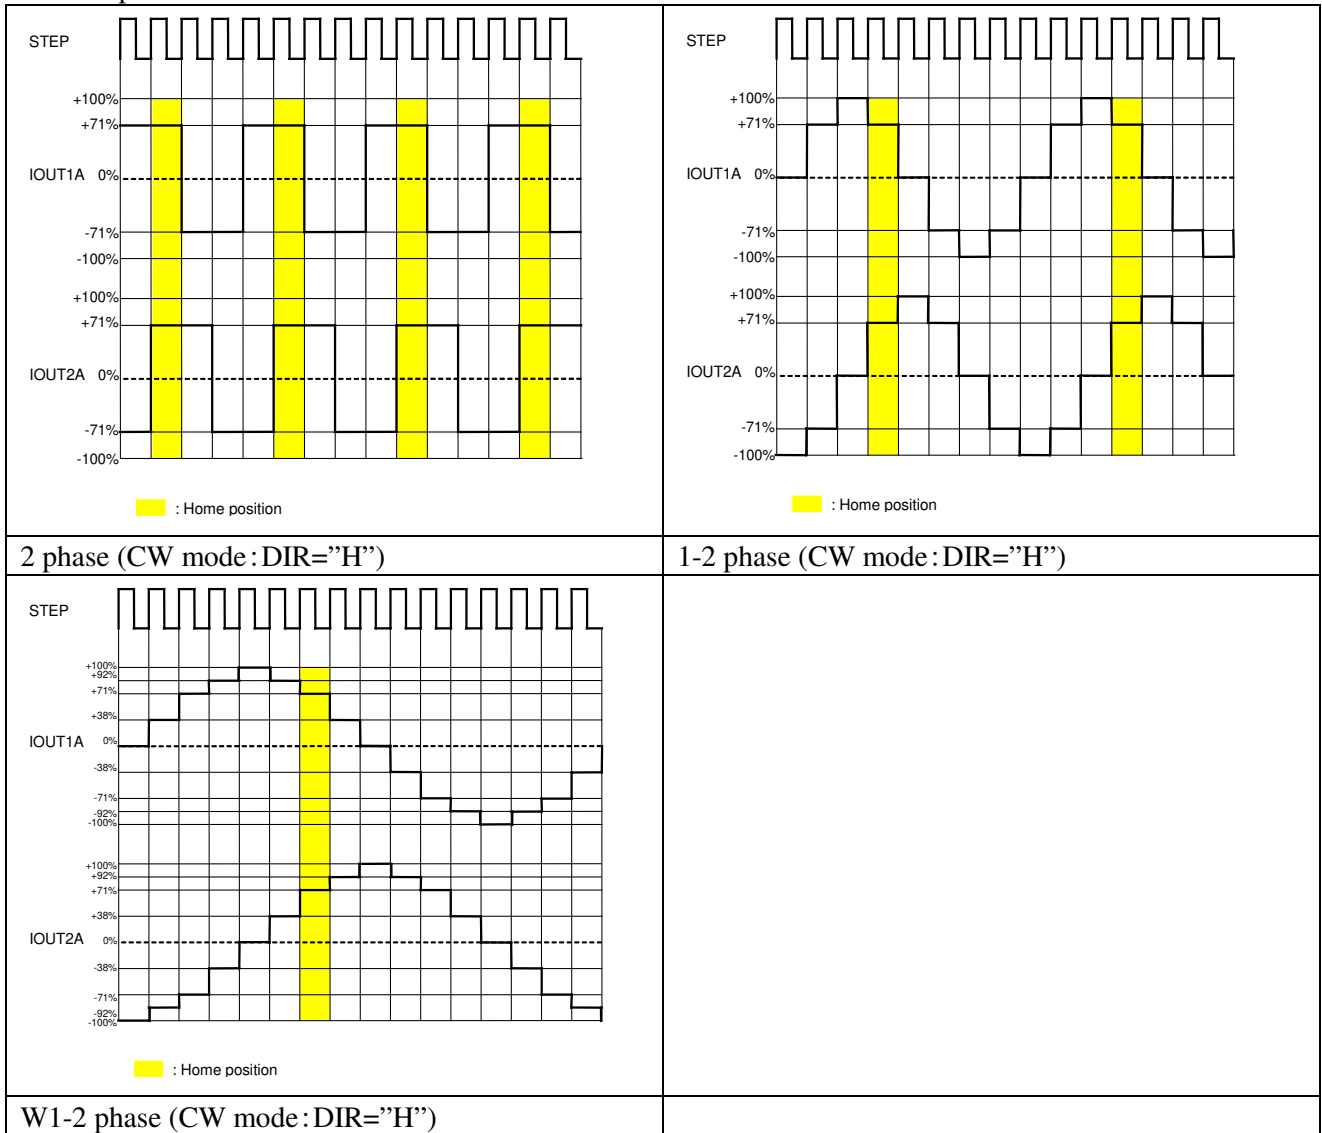 STEP
+100%
+71%
IOUT1A 0%
-71%
-100%
+100%
+71%
IOUT2A 0%
-71%
-100%
: Home position
2 phase (CW mode:DIR=”H”)
STEP
+100%
+71%
IOUT1A 0%
-71%
-100%
+100%
+71%
IOUT2A 0%
-71%
-100%
: Home position
1-2 phase (CW mode:DIR=”H”)
STEP
+100%
+92%
+71%
+38%
IOUT1A 0%
-38%
-71%
-92%
-100%
+100%
+92%
+71%
+38%
IOUT2A 0%
-38%
-71%
-92%
-100%
: Home position
W1-2 phase (CW mode:DIR=”H”)